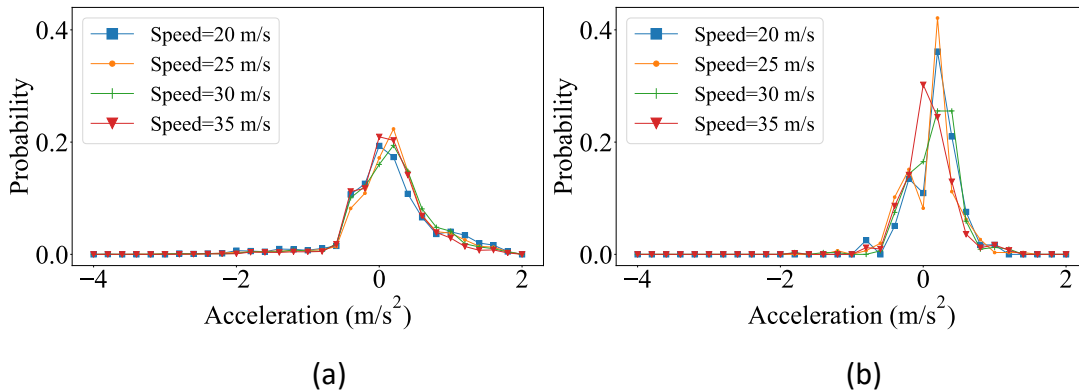 Probability
0.4
0.2
0.0
Speed=20 m/s
Speed=25 m/s
Speed=30 m/s
Speed=35 m/s
−4
−2
0
2
Acceleration (m/s²)
(a)
Probability
0.4
0.2
0.0
Speed=20 m/s
Speed=25 m/s
Speed=30 m/s
Speed=35 m/s
−4
−2
0
2
Acceleration (m/s²)
(b)